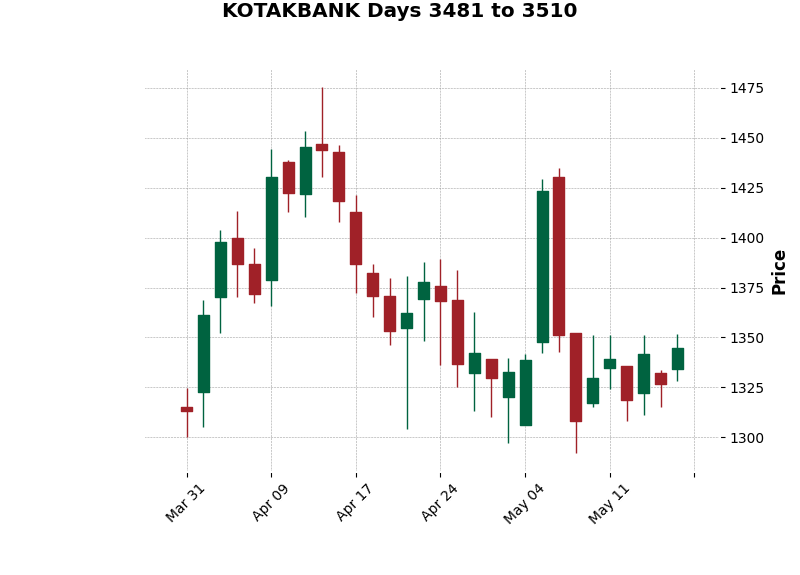 KOTAKBANK Days 3481 to 3510
1475
1450
1425
1400
1375
1350
1325
1300
Price
Mar 31
Apr 09
Apr 17
Apr 24
May 04
May 11